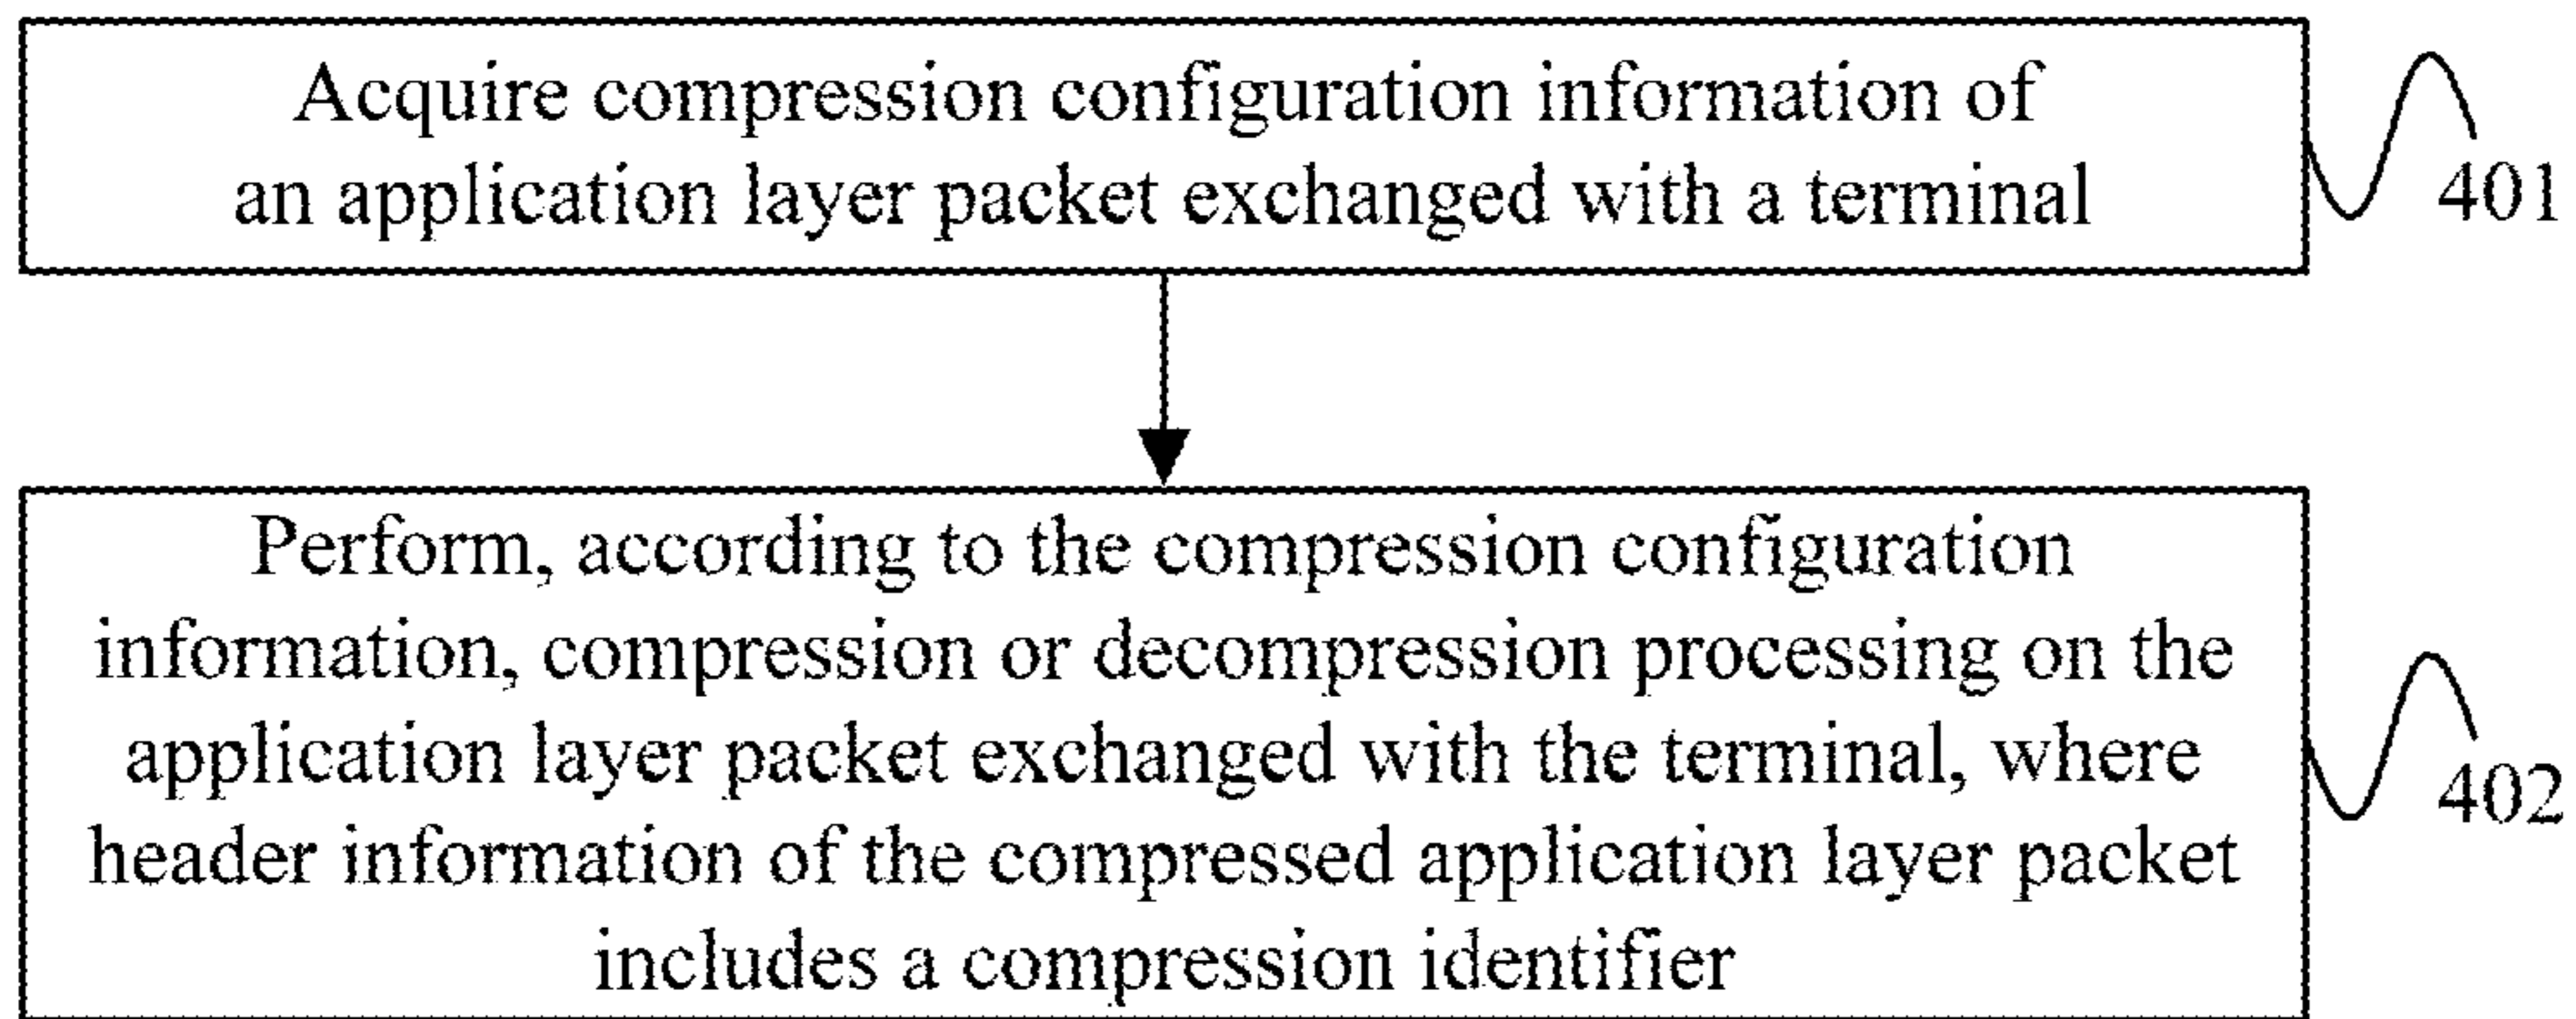 Acquire compression configuration information of
an application layer packet exchanged with a terminal
401
Perform, according to the compression configuration
information, compression or decompression processing on the
application layer packet exchanged with the terminal, where
header information of the compressed application layer packet
includes a compression identifier
402